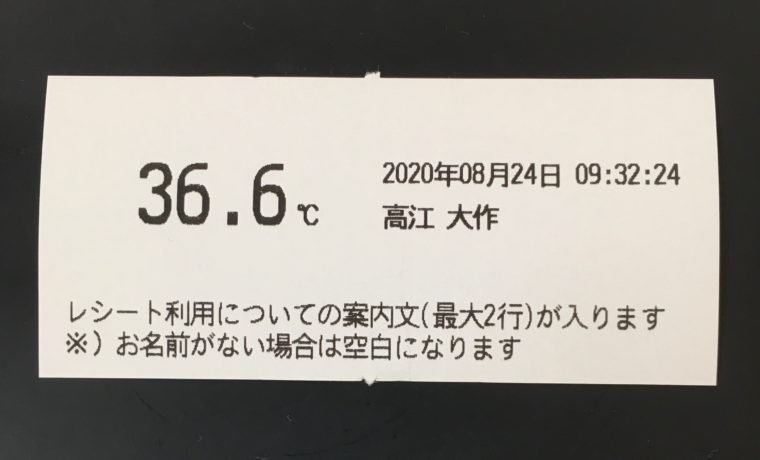 36.6℃
2020年08月24日 09:32:24
高江 大作
レシート利用についての案内文(最大2行)が入ります
※)お名前がない場合は空白になります